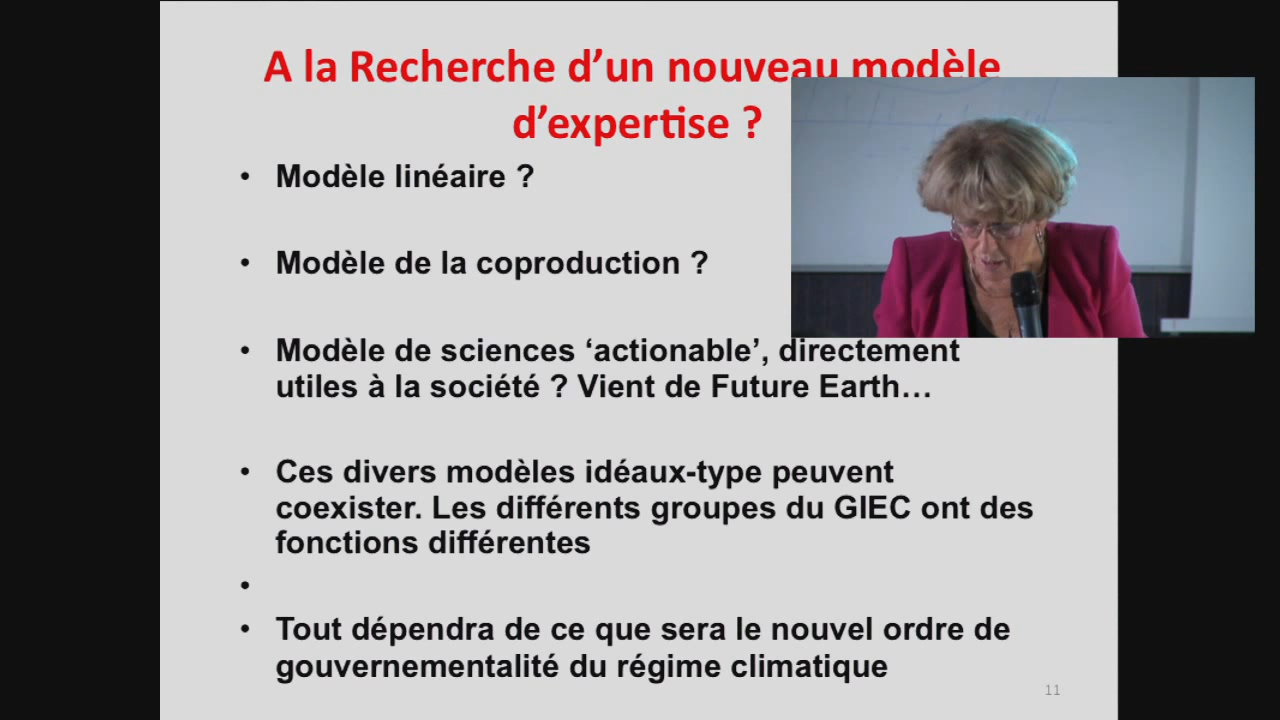 A la Recherche d’un nouveau modèle
d’expertise ?
• Modèle linéaire ?
• Modèle de la coproduction ?
• Modèle de sciences ‘actionable’, directement
utiles à la société ? Vient de Future Earth…
• Ces divers modèles idéaux-type peuvent
coexister. Les différents groupes du GIEC ont des
fonctions différentes
•
• Tout dépendra de ce que sera le nouvel ordre de
gouvernementalité du régime climatique
11